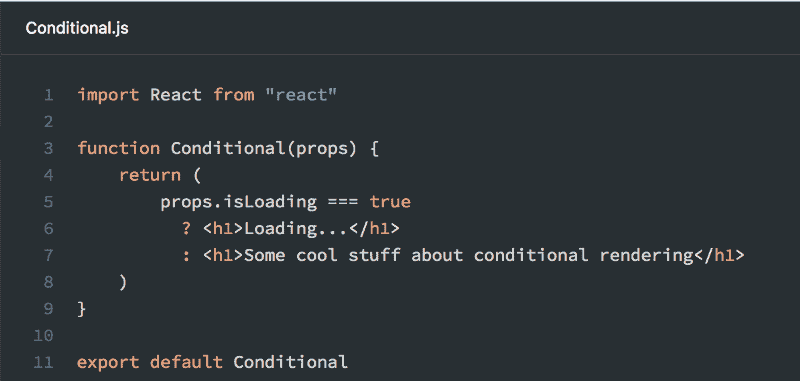 Conditional.js
1 import React from "react"
2
3 function Conditional(props) {
4     return (
5         props.isLoading === true
6           ? <h1>Loading...</h1>
7           : <h1>Some cool stuff about conditional rendering</h1>
8     )
9 }
10
11 export default Conditional